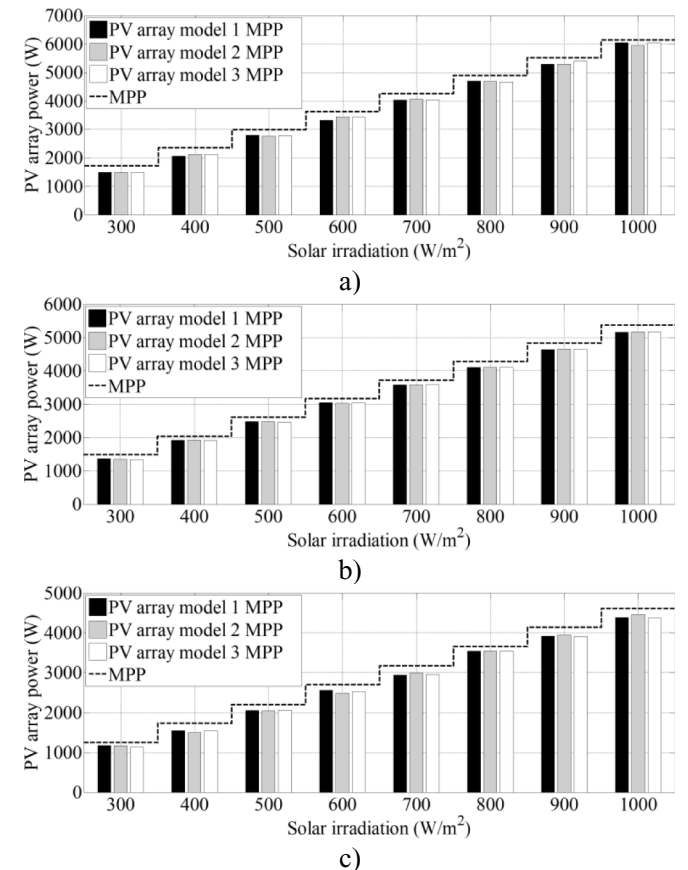 7000
6000
5000
4000
3000
2000
1000
0
PV array power (W)
PV array model 1 MPP
PV array model 2 MPP
PV array model 3 MPP
MPP
300 400 500 600 700 800 900 1000
Solar irradiation (W/m²)
a)
6000
5000
4000
3000
2000
1000
0
PV array power (W)
PV array model 1 MPP
PV array model 2 MPP
PV array model 3 MPP
MPP
300 400 500 600 700 800 900 1000
Solar irradiation (W/m²)
b)
5000
4000
3000
2000
1000
0
PV array power (W)
PV array model 1 MPP
PV array model 2 MPP
PV array model 3 MPP
MPP
300 400 500 600 700 800 900 1000
Solar irradiation (W/m²)
c)